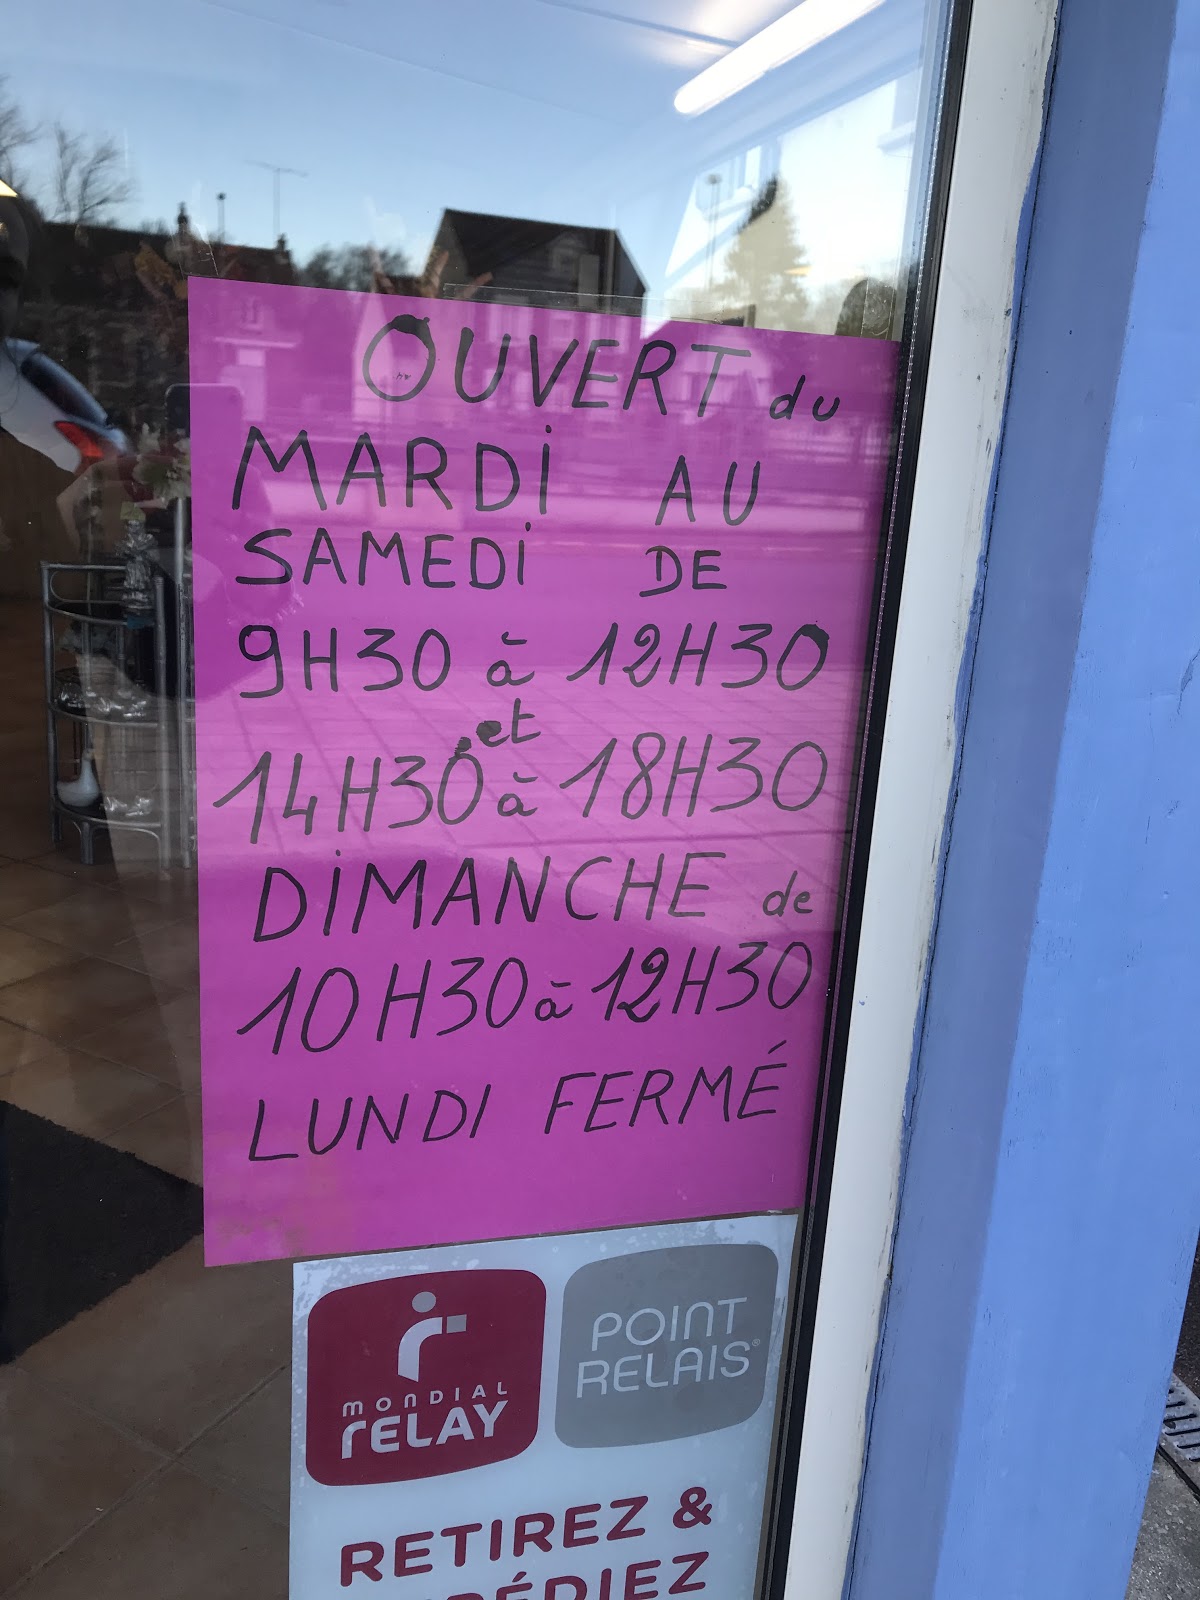 OUVERT du
MARDi AU
SAMEDi DE
9H30 à 12H30
et
14H30 à 18H30
DiMANCHE de
10H30 à 12H30
LUNDI FERMÉ
MONDIAL
RELAY
POINT
RELAIS®
RETIREZ &